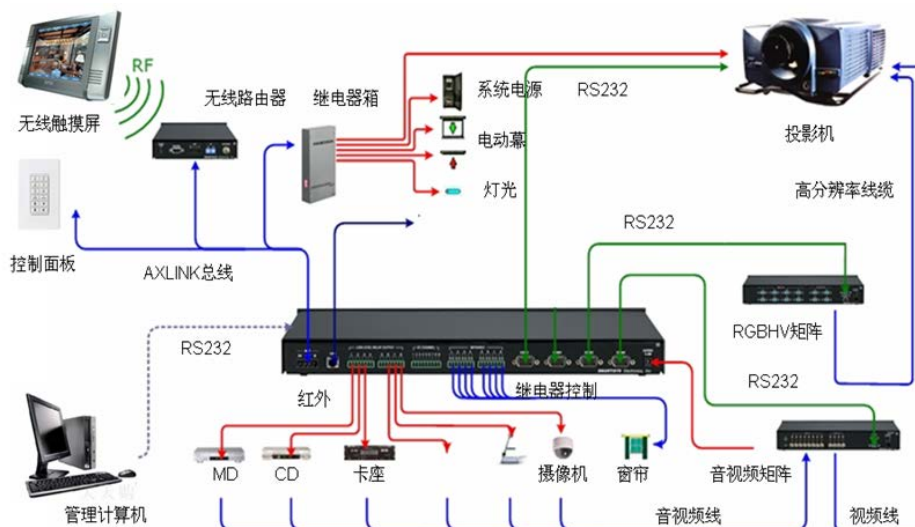 RF
无线触摸屏
无线路由器
继电器箱
系统电源
RS232
电动幕
投影机
灯光
高分辨率线缆
RS232
控制面板
AXLINK总线
RGBHV矩阵
RS232
RS232
红外
继电器控制
MD
CD
卡座
摄像机
窗帘
音视频矩阵
管理计算机
音视频线
视频线